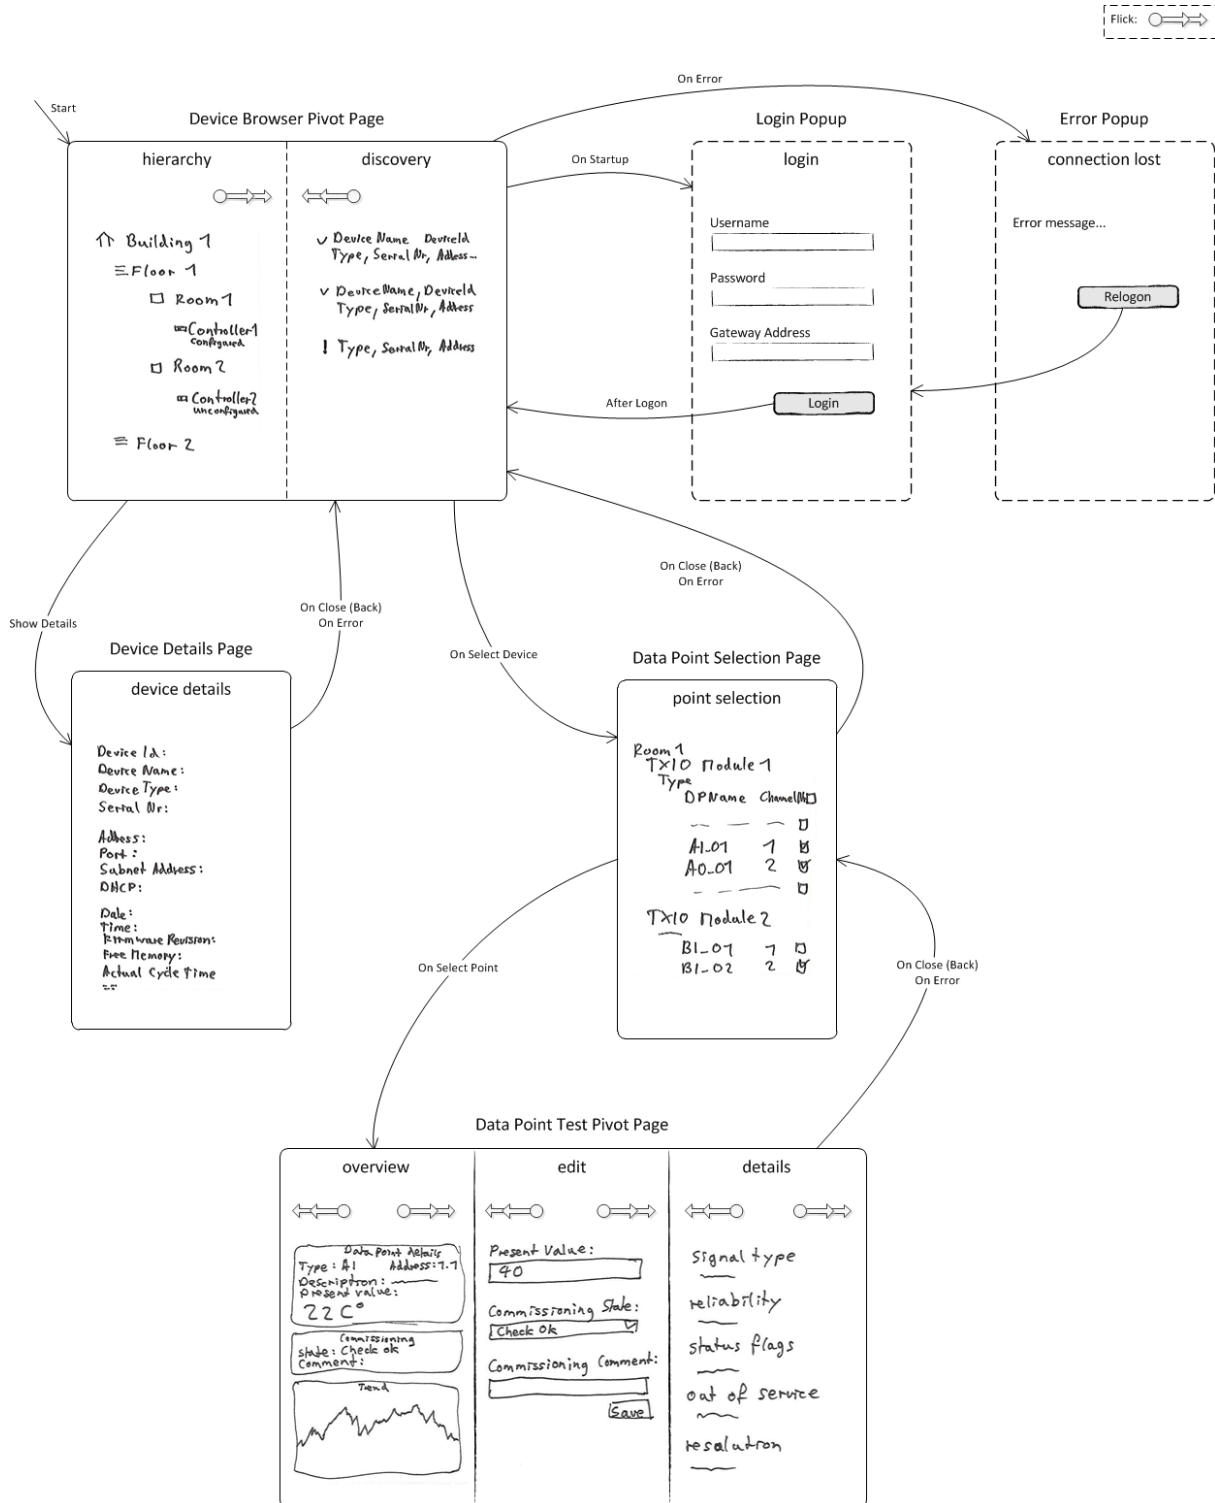 Flick:
On Error
Start
Device Browser Pivot Page
Login Popup
Error Popup
hierarchy
discovery
On Startup
login
connection lost
Building 1
Floor 1
Room 1
Controller1
configured
Room 2
Controller2
unconfigured
Floor 2
Device Name DeviceId
Type, Serial Nr, Address...
Device Name, DeviceId
Type, Serial Nr, Address
! Type, Serial Nr, Address
Username
Password
Gateway Address
Login
After Logon
Error message...
Relogon
On Close (Back)
On Error
On Close (Back)
On Error
Show Details
On Select Device
Device Details Page
device details
Device Id:
Device Name:
Device Type:
Serial Nr:
Address:
Port:
Subnet Address:
DHCP:
Date:
Time:
Firmware Revision:
Free Memory:
Actual Cycle Time
Data Point Selection Page
point selection
Room 1
TX10 Module 1
Type
DPName
AI_01 1
AO_01 2
TX10 Module 2
BI_01 1
BI_02 2
On Select Point
On Close (Back)
On Error
Data Point Test Pivot Page
overview
edit
details
Data Point details
Type: AI Address: 1.1
Description:
Present value:
22 C°
Commissioning
State: Check ok
Comment:
Trend
Present Value:
40
Commissioning State:
Check Ok
Commissioning Comment:
Save
signal type
reliability
status flags
out of service
resolution